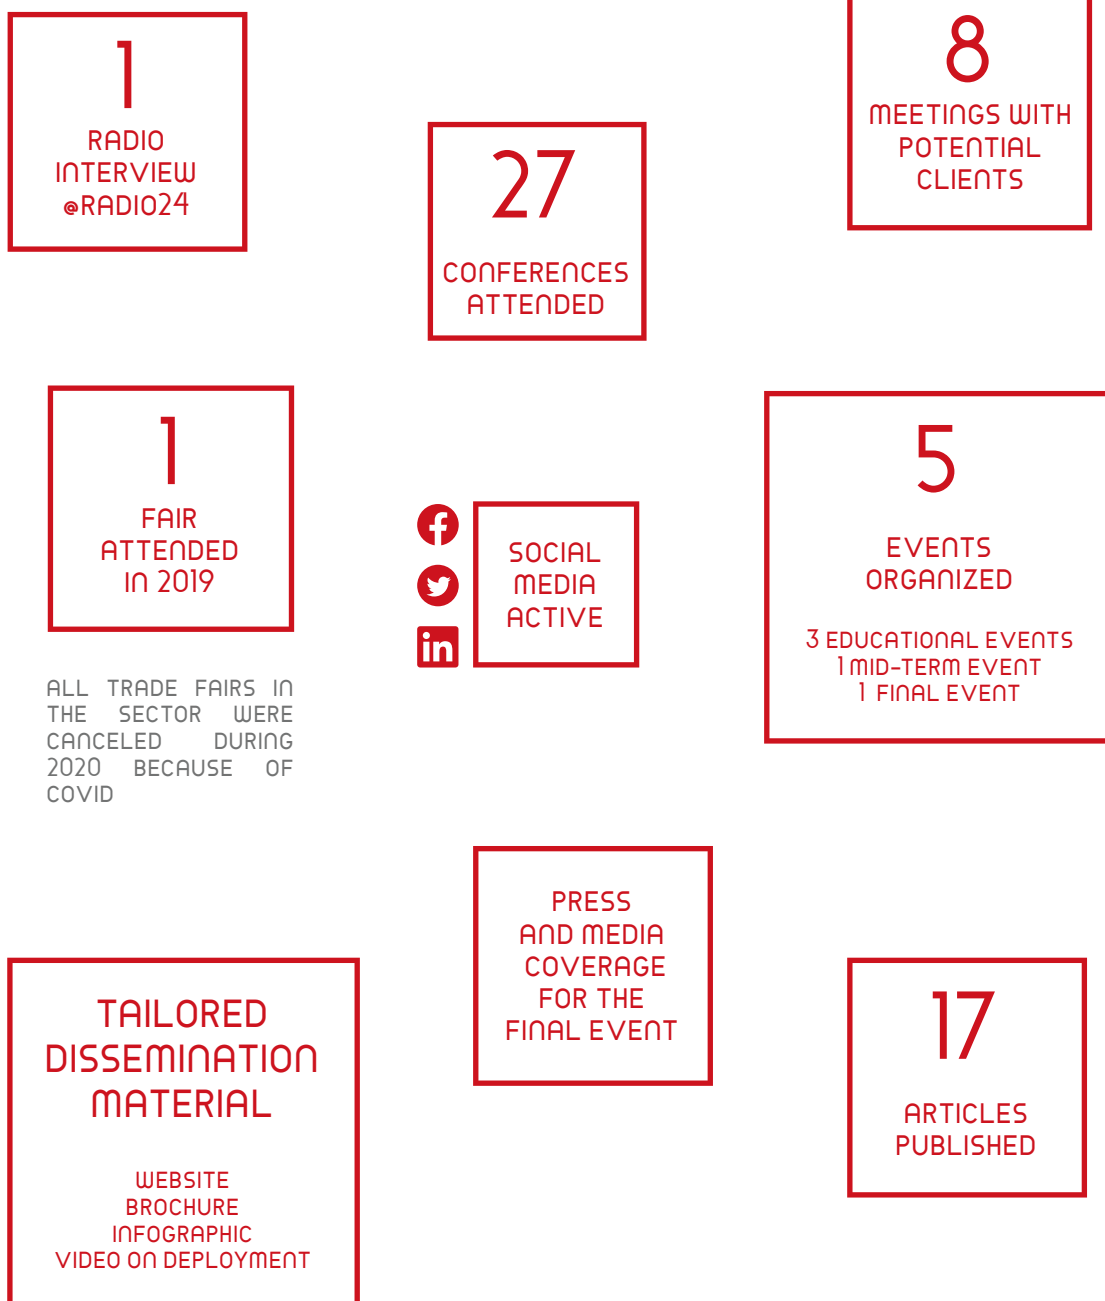 1
RADIO
INTERVIEW
@RADIO24
8
MEETINGS WITH
POTENTIAL
CLIENTS
27
CONFERENCES
ATTENDED
1
FAIR
ATTENDED
IN 2019
ALL TRADE FAIRS IN
THE SECTOR WERE
CANCELED DURING
2020 BECAUSE OF
COVID
in
SOCIAL
MEDIA
ACTIVE
5
EVENTS
ORGANIZED
3 EDUCATIONAL EVENTS
1 MID-TERM EVENT
1 FINAL EVENT
PRESS
AND MEDIA
COVERAGE
FOR THE
FINAL EVENT
TAILORED
DISSEMINATION
MATERIAL
WEBSITE
BROCHURE
INFOGRAPHIC
VIDEO ON DEPLOYMENT
17
ARTICLES
PUBLISHED